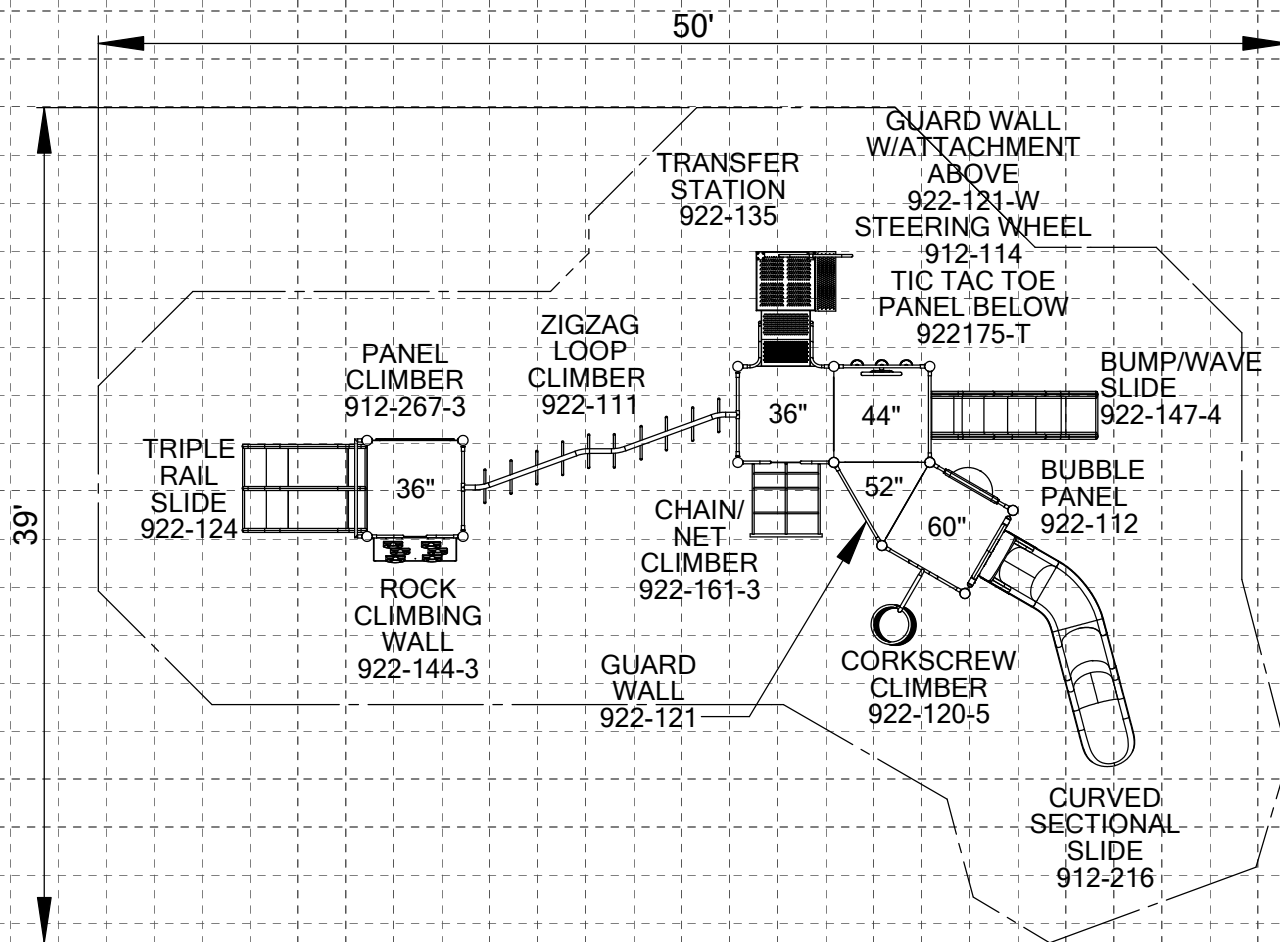 50'
39'
GUARD WALL
W/ATTACHMENT
ABOVE
922-121-W
STEERING WHEEL
912-114
TIC TAC TOE
PANEL BELOW
922175-T
TRANSFER
STATION
922-135
ZIGZAG
LOOP
CLIMBER
922-111
PANEL
CLIMBER
912-267-3
BUMP/WAVE
SLIDE
922-147-4
36"
44"
TRIPLE
RAIL
SLIDE
922-124
36"
52"
60"
BUBBLE
PANEL
922-112
CHAIN/
NET
CLIMBER
922-161-3
ROCK
CLIMBING
WALL
922-144-3
GUARD
WALL
922-121
CORKSCREW
CLIMBER
922-120-5
CURVED
SECTIONAL
SLIDE
912-216